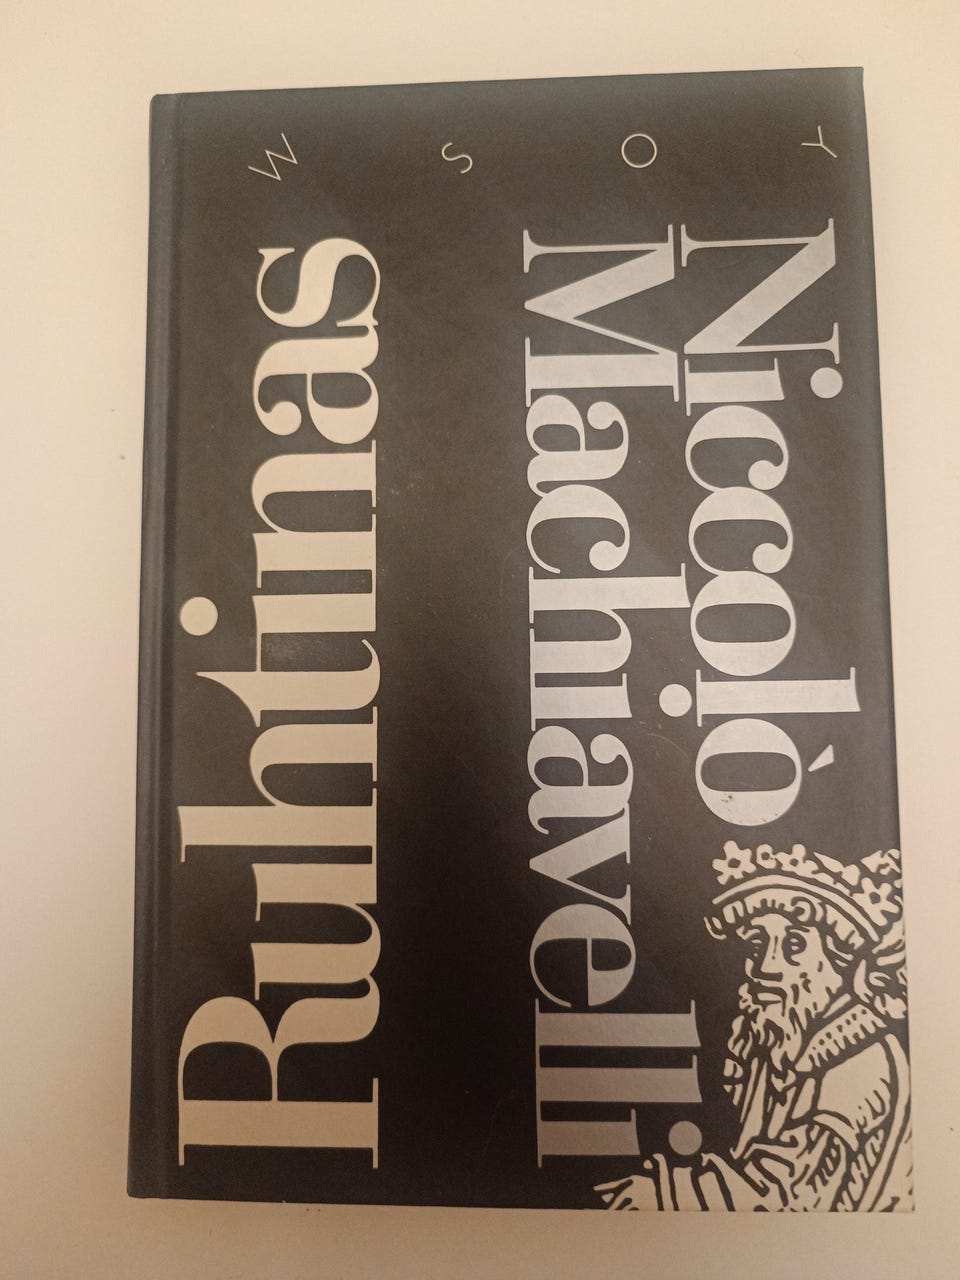 Niccolò
Machiavelli
Ruhtinas
W S O Y